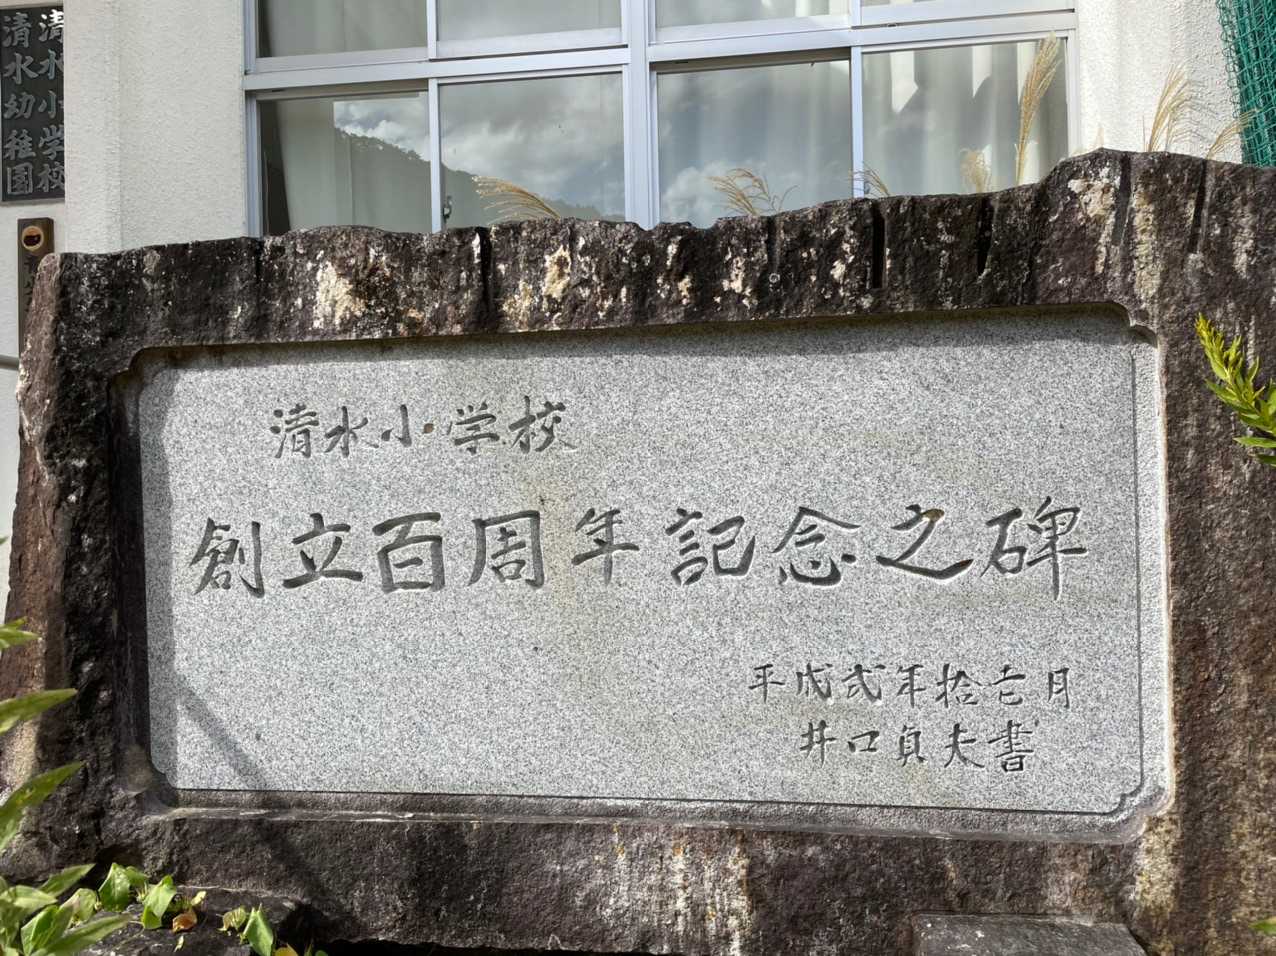 清水小学校
清水幼稚園
清水小学校
創立百周年記念之碑
平成弐年拾壱月
井口貞夫書